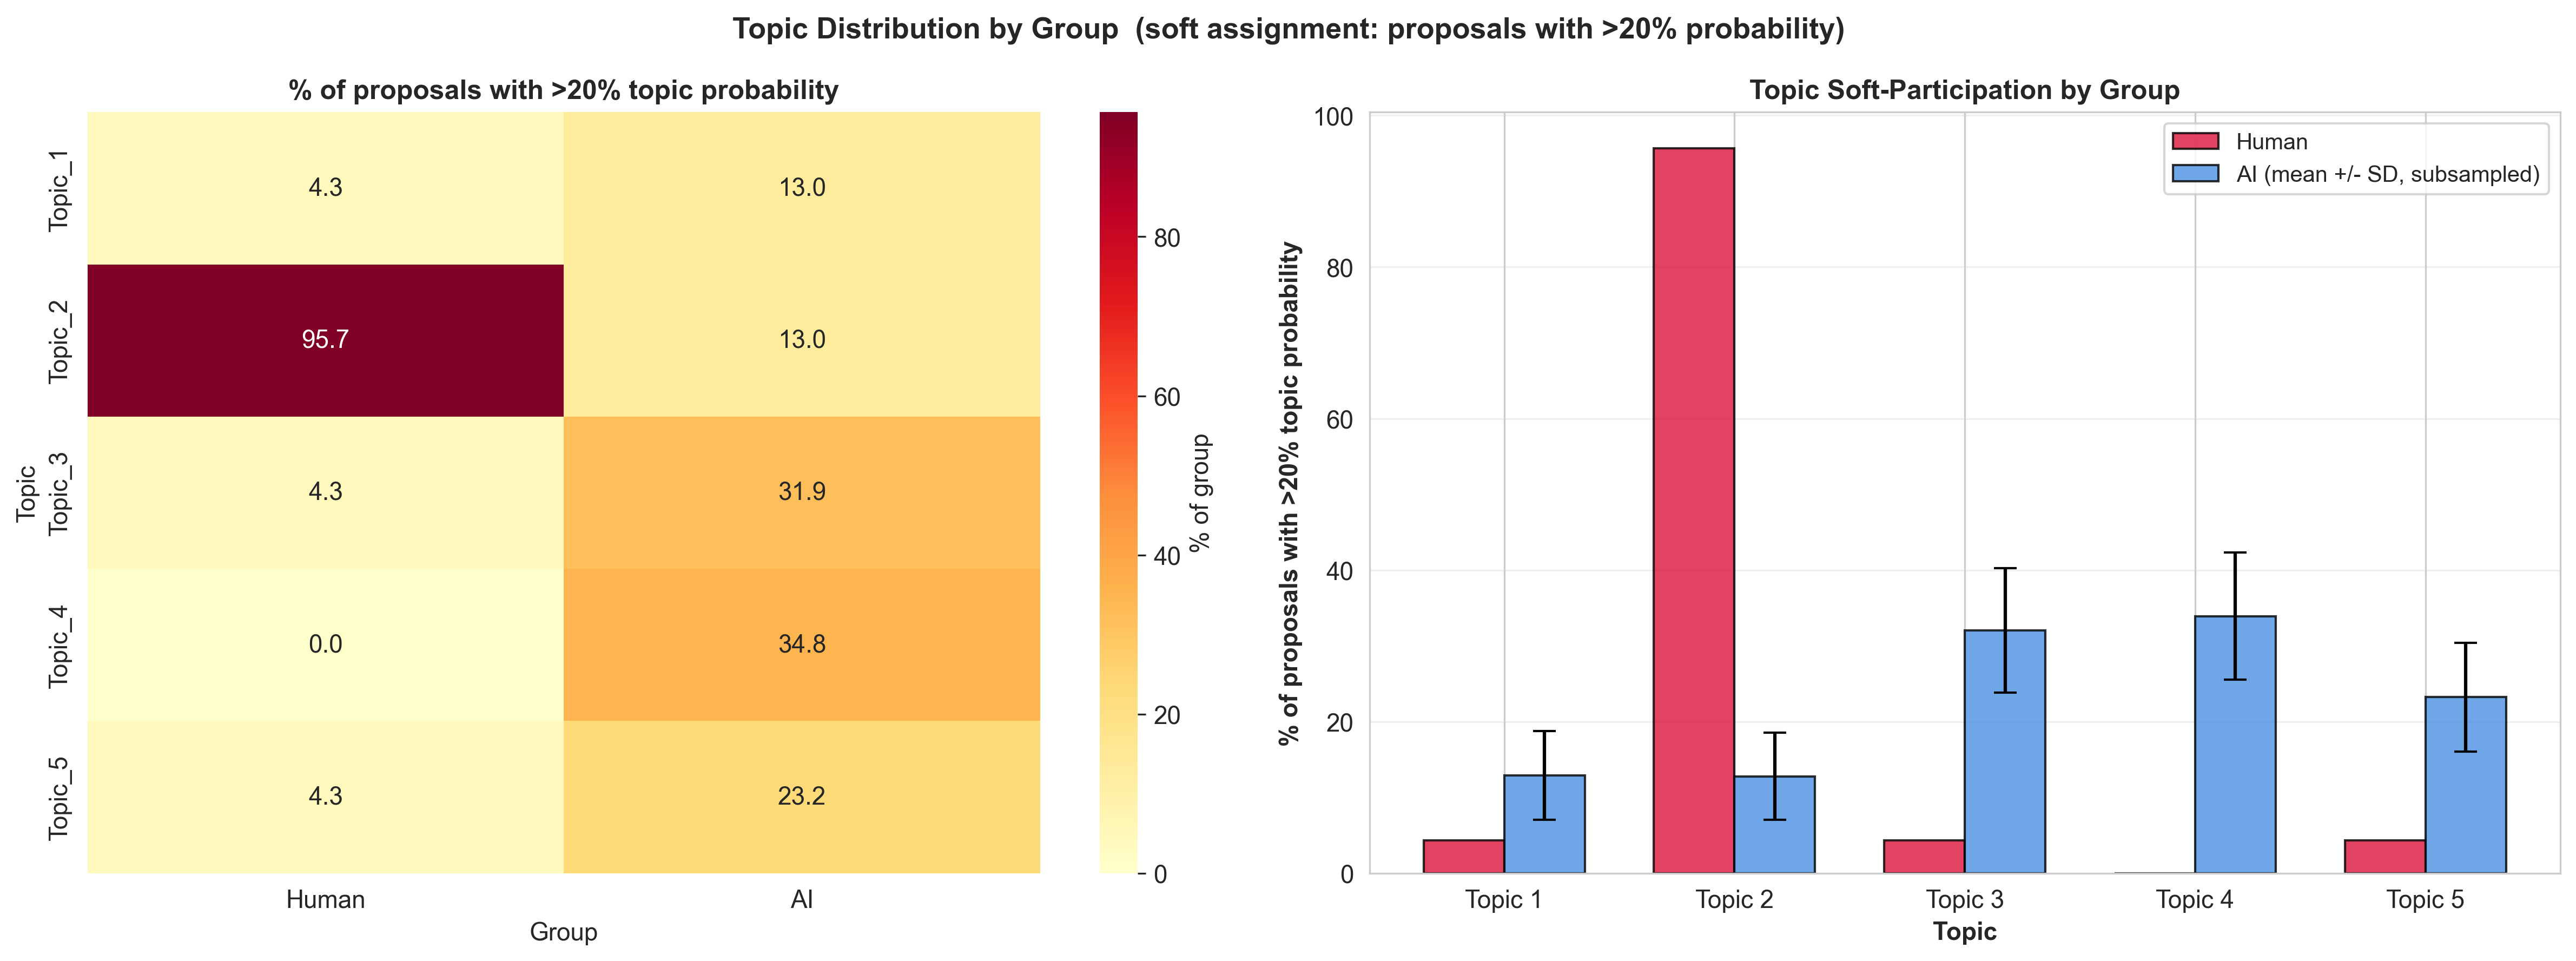 Topic Distribution by Group  (soft assignment: proposals with >20% probability)
% of proposals with >20% topic probability
Topic
Topic_1
4.3
13.0
Topic_2
95.7
13.0
Topic_3
4.3
31.9
Topic_4
0.0
34.8
Topic_5
4.3
23.2
Human
AI
Group
80
60
40
20
0
% of group
Topic Soft-Participation by Group
% of proposals with >20% topic probability
100
80
60
40
20
0
Human
AI (mean +/- SD, subsampled)
Topic 1
Topic 2
Topic 3
Topic 4
Topic 5
Topic